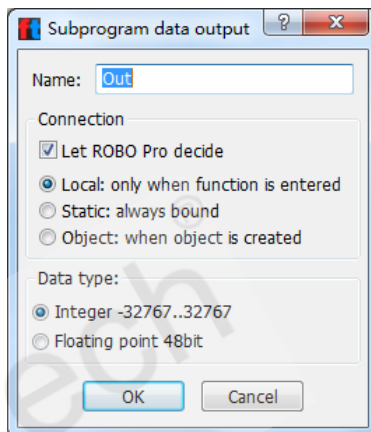 Subprogram data output
Name: Out
Connection
Let ROBO Pro decide
Local: only when function is entered
Static: always bound
Object: when object is created
Data type:
Integer -32767..32767
Floating point 48bit
OK Cancel
ech ®